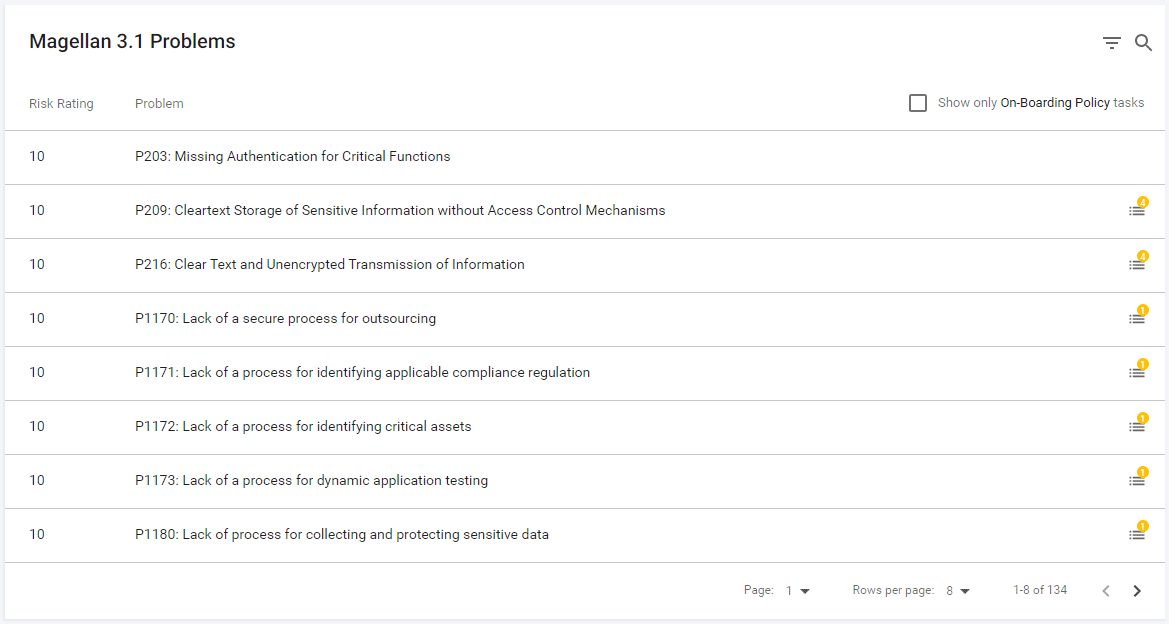 Magellan 3.1 Problems
Risk Rating Problem Show only On-Boarding Policy tasks
10 P203: Missing Authentication for Critical Functions
10 P209: Cleartext Storage of Sensitive Information without Access Control Mechanisms 4
10 P216: Clear Text and Unencrypted Transmission of Information 4
10 P1170: Lack of a secure process for outsourcing 1
10 P1171: Lack of a process for identifying applicable compliance regulation 1
10 P1172: Lack of a process for identifying critical assets 1
10 P1173: Lack of a process for dynamic application testing 1
10 P1180: Lack of process for collecting and protecting sensitive data 1
Page: 1 Rows per page: 8 1-8 of 134